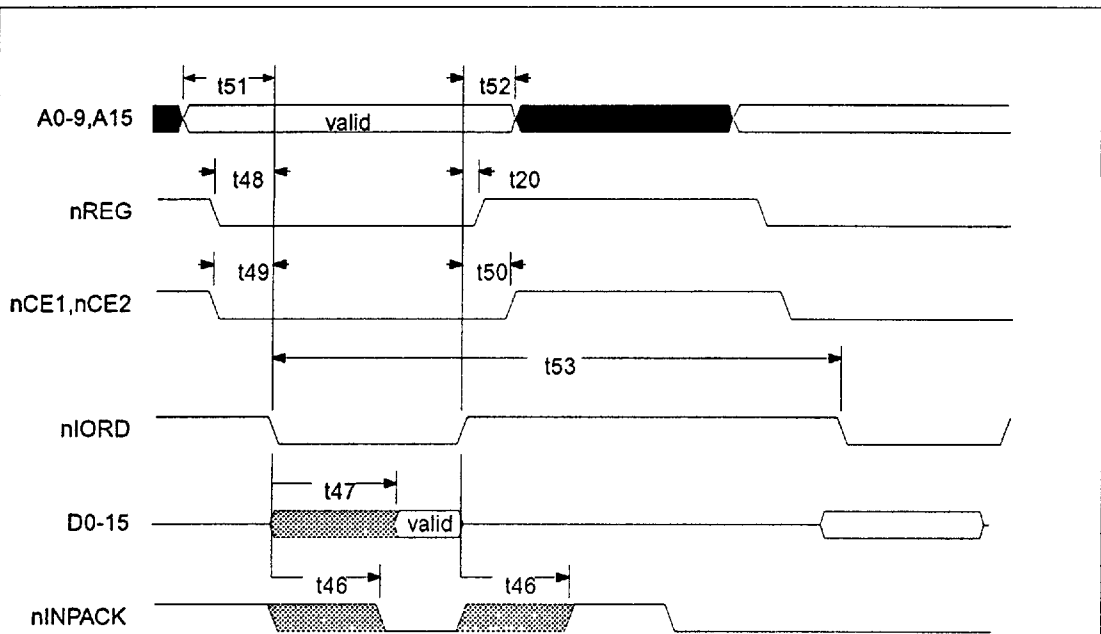 t51
t52
A0-9,A15
valid
t48
t20
nREG
t49
t50
nCE1,nCE2
t53
nIORD
t47
D0-15
valid
t46
t46
nINPACK